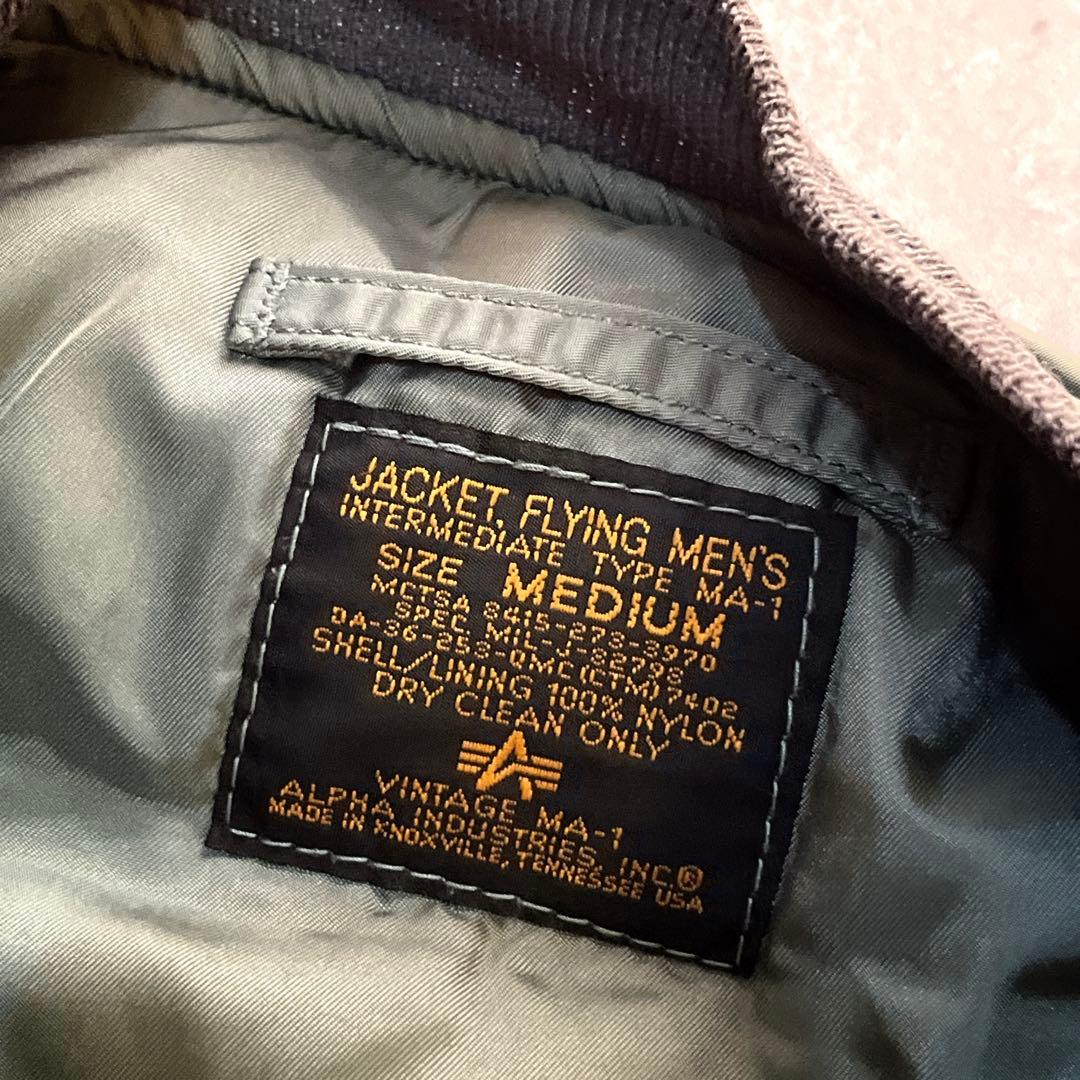 JACKET, FLYING MEN'S
INTERMEDIATE TYPE MA-1
SIZE MEDIUM
MCTSA 8415-273-3970
SPEC MIL-J-8279B
DA-36-253-QMC(CTM)7402
SHELL/LINING 100% NYLON
DRY CLEAN ONLY
VINTAGE MA-1
ALPHA INDUSTRIES, INC.®
MADE IN KNOXVILLE, TENNESSEE USA